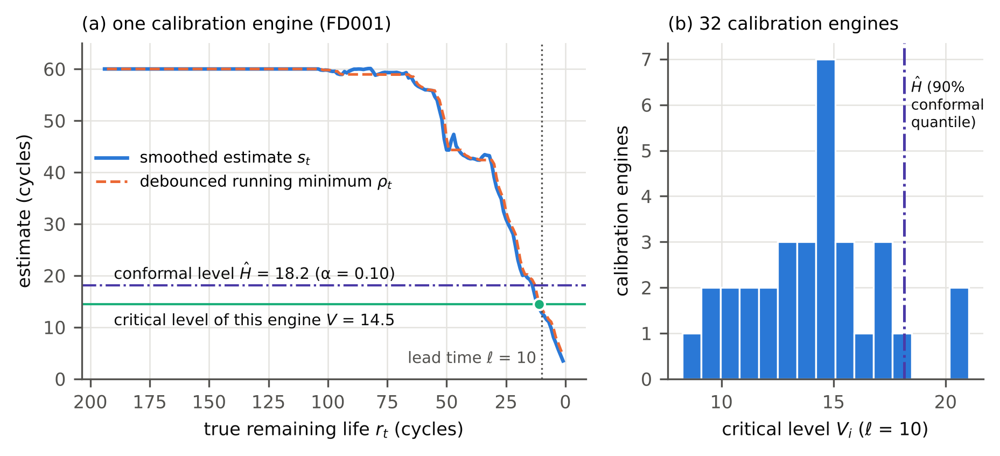 (a) one calibration engine (FD001)
estimate (cycles)
60
50
40
30
20
10
0
smoothed estimate sₜ
debounced running minimum ρₜ
conformal level Ĥ = 18.2 (α = 0.10)
critical level of this engine V = 14.5
lead time ℓ = 10
200 175 150 125 100 75 50 25 0
true remaining life rₜ (cycles)
(b) 32 calibration engines
calibration engines
7
6
5
4
3
2
1
0
Ĥ (90%
conformal
quantile)
10 15 20
critical level Vᵢ (ℓ = 10)